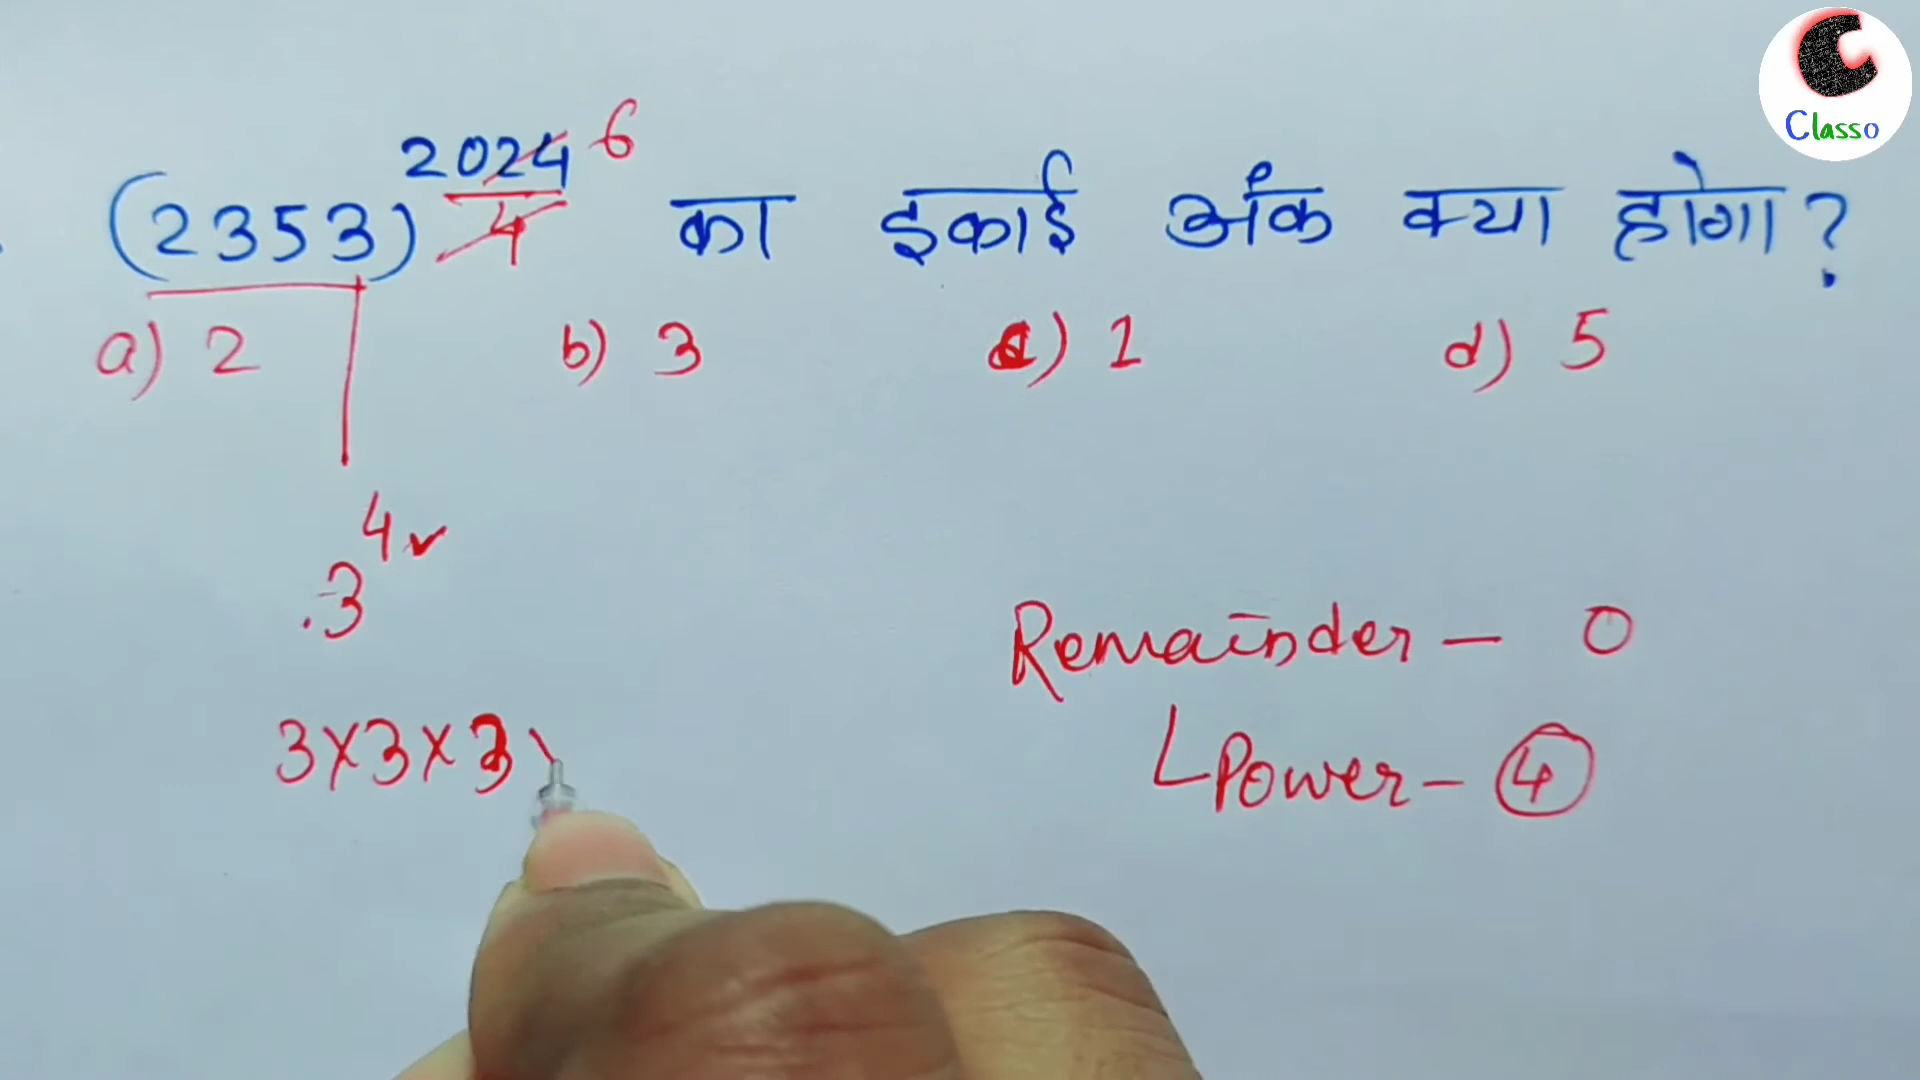 C
Classo
(2353)^2024/4 6 का इकाई अंक क्या होगा?
a) 2 b) 3 c) 1 d) 5
3^4 ✓
Remainder - 0
Power - 4
3×3×3×